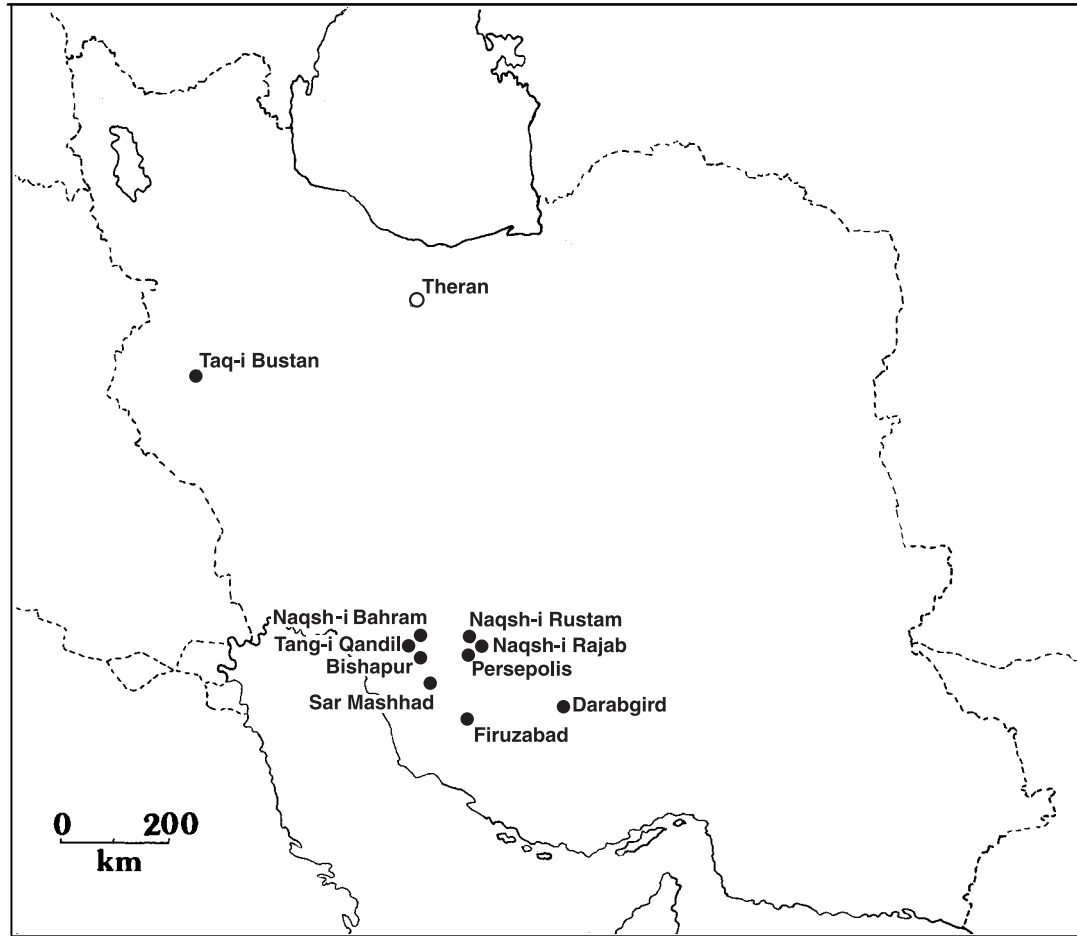 Theran
Taq-i Bustan
Naqsh-i Bahram
Naqsh-i Rustam
Tang-i Qandil
Naqsh-i Rajab
Bishapur
Persepolis
Sar Mashhad
Darabgird
Firuzabad
0 200
km